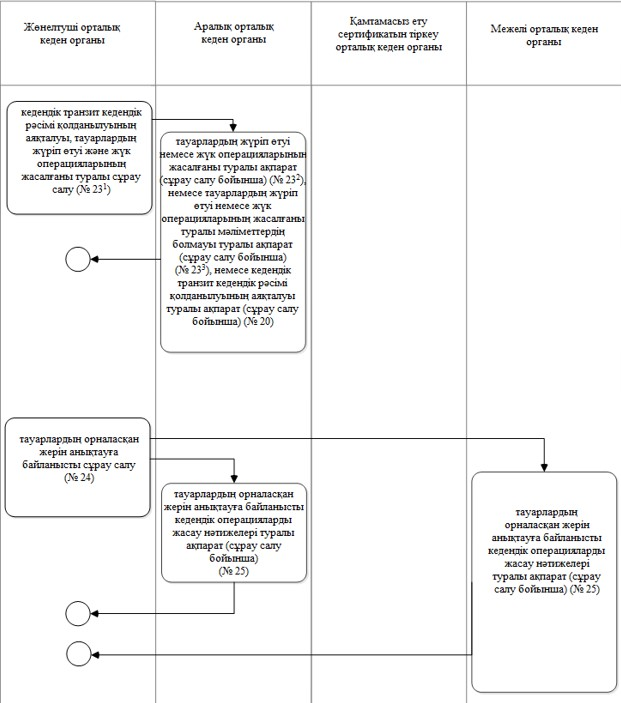 Жөнелтуші орталық
кеден органы
Аралық орталық
кеден органы
Қамтамасыз ету
сертификатын тіркеу
орталық кеден органы
Межелі орталық кеден
органы
кедендік транзит кедендік
рәсімі қолданылуының
аяқталуы, тауарлардың
жүріп өтуі және жүк
операцияларының
жасалғаны туралы сұрау
салу (№ 23¹)
тауарлардың жүріп өтуі
немесе жүк операцияларының
жасалғаны туралы ақпарат
(сұрау салу бойынша) (№ 23²),
немесе тауарлардың жүріп
өтуі немесе жүк
операцияларының жасалғаны
туралы мәліметтердің
болмауы туралы ақпарат
(сұрау салу бойынша)
(№ 23³), немесе кедендік
транзит кедендік рәсімі
қолданылуының аяқталуы
туралы ақпарат (сұрау салу
бойынша) (№ 20)
тауарлардың орналасқан
жерін анықтауға
байланысты сұрау салу
(№ 24)
тауарлардың орналасқан
жерін анықтауға байланысты
кедендік операцияларды
жасау нәтижелері туралы
ақпарат (сұрау салу
бойынша)
(№ 25)
тауарлардың
орналасқан жерін
анықтауға байланысты
кедендік операцияларды
жасау нәтижелері
туралы ақпарат (сұрау
салу бойынша) (№ 25)